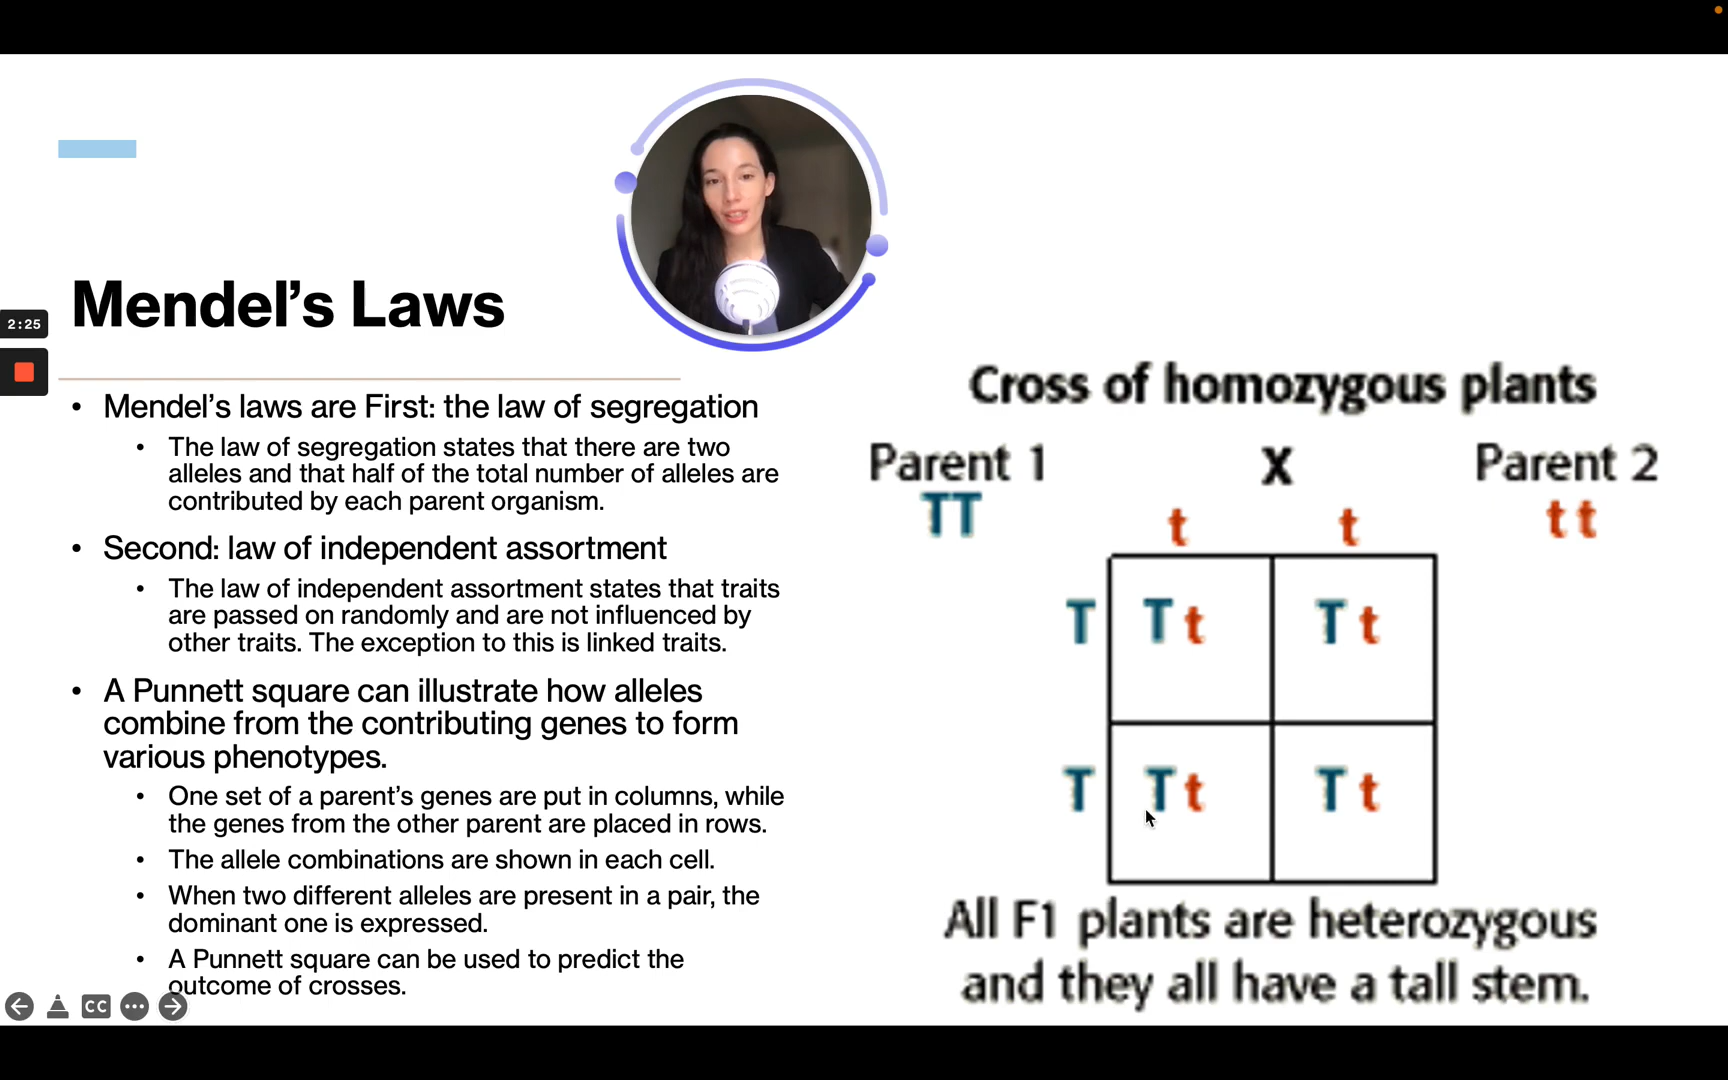 Mendel’s Laws
2:25
• Mendel’s laws are First: the law of segregation
• The law of segregation states that there are two
alleles and that half of the total number of alleles are
contributed by each parent organism.
• Second: law of independent assortment
• The law of independent assortment states that traits
are passed on randomly and are not influenced by
other traits. The exception to this is linked traits.
• A Punnett square can illustrate how alleles
combine from the contributing genes to form
various phenotypes.
• One set of a parent’s genes are put in columns, while
the genes from the other parent are placed in rows.
• The allele combinations are shown in each cell.
• When two different alleles are present in a pair, the
dominant one is expressed.
• A Punnett square can be used to predict the
outcome of crosses.
CC
Cross of homozygous plants
Parent 1 X Parent 2
TT tt
t t
T Tt Tt
T Tt Tt
All F1 plants are heterozygous
and they all have a tall stem.